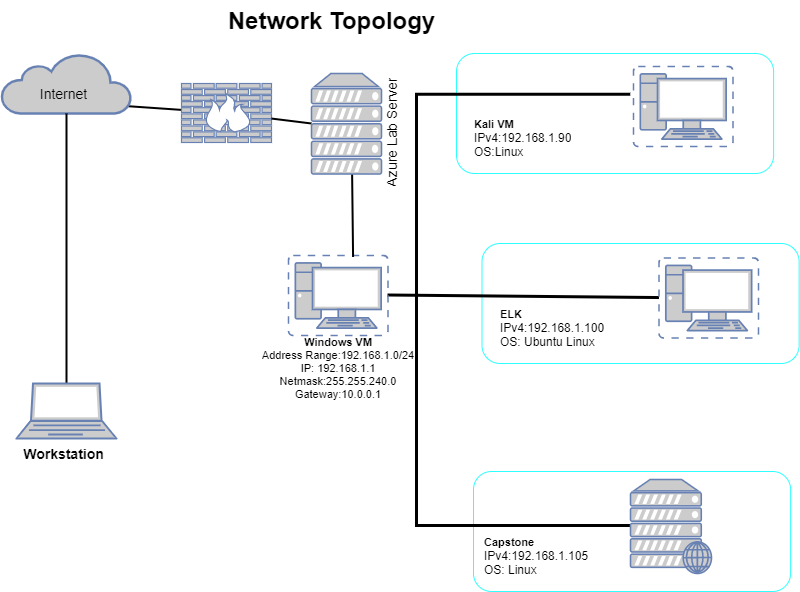 Network Topology
Internet
Azure Lab Server
Kali VM
IPv4:192.168.1.90
OS:Linux
Windows VM
Address Range:192.168.1.0/24
IP: 192.168.1.1
Netmask:255.255.240.0
Gateway:10.0.0.1
ELK
IPv4:192.168.1.100
OS: Ubuntu Linux
Workstation
Capstone
IPv4:192.168.1.105
OS: Linux